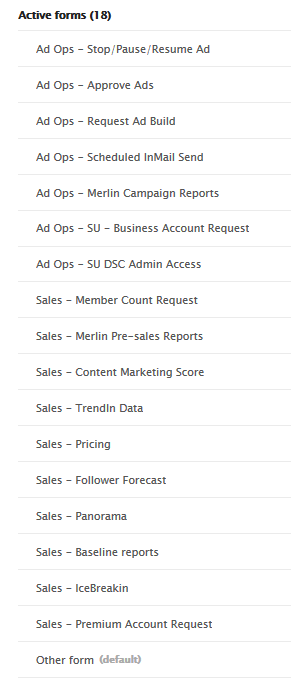 Active forms (18)
Ad Ops - Stop/Pause/Resume Ad
Ad Ops - Approve Ads
Ad Ops - Request Ad Build
Ad Ops - Scheduled InMail Send
Ad Ops - Merlin Campaign Reports
Ad Ops - SU - Business Account Request
Ad Ops - SU DSC Admin Access
Sales - Member Count Request
Sales - Merlin Pre-sales Reports
Sales - Content Marketing Score
Sales - TrendIn Data
Sales - Pricing
Sales - Follower Forecast
Sales - Panorama
Sales - Baseline reports
Sales - IceBreakin
Sales - Premium Account Request
Other form (default)